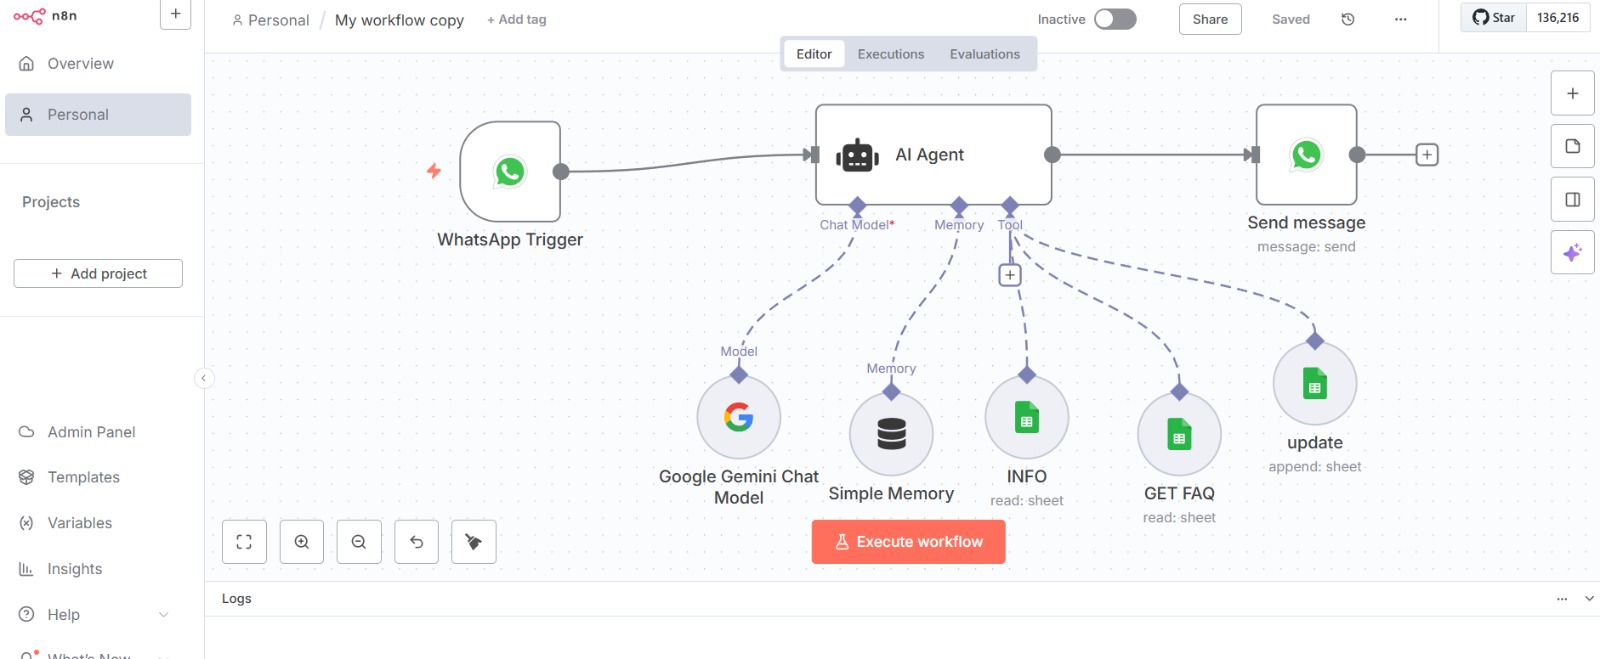 n8n
+
Personal / My workflow copy + Add tag
Inactive
Share
Saved
...
Star 136,216
Editor Executions Evaluations
Overview
Personal
Projects
+ Add project
Admin Panel
Templates
Variables
Insights
Help
What's New
WhatsApp Trigger
AI Agent
Chat Model*
Memory
Tool
+
Send message
message: send
+
Model
Google Gemini Chat
Model
Memory
Simple Memory
INFO
read: sheet
GET FAQ
read: sheet
update
append: sheet
Execute workflow
Logs
...